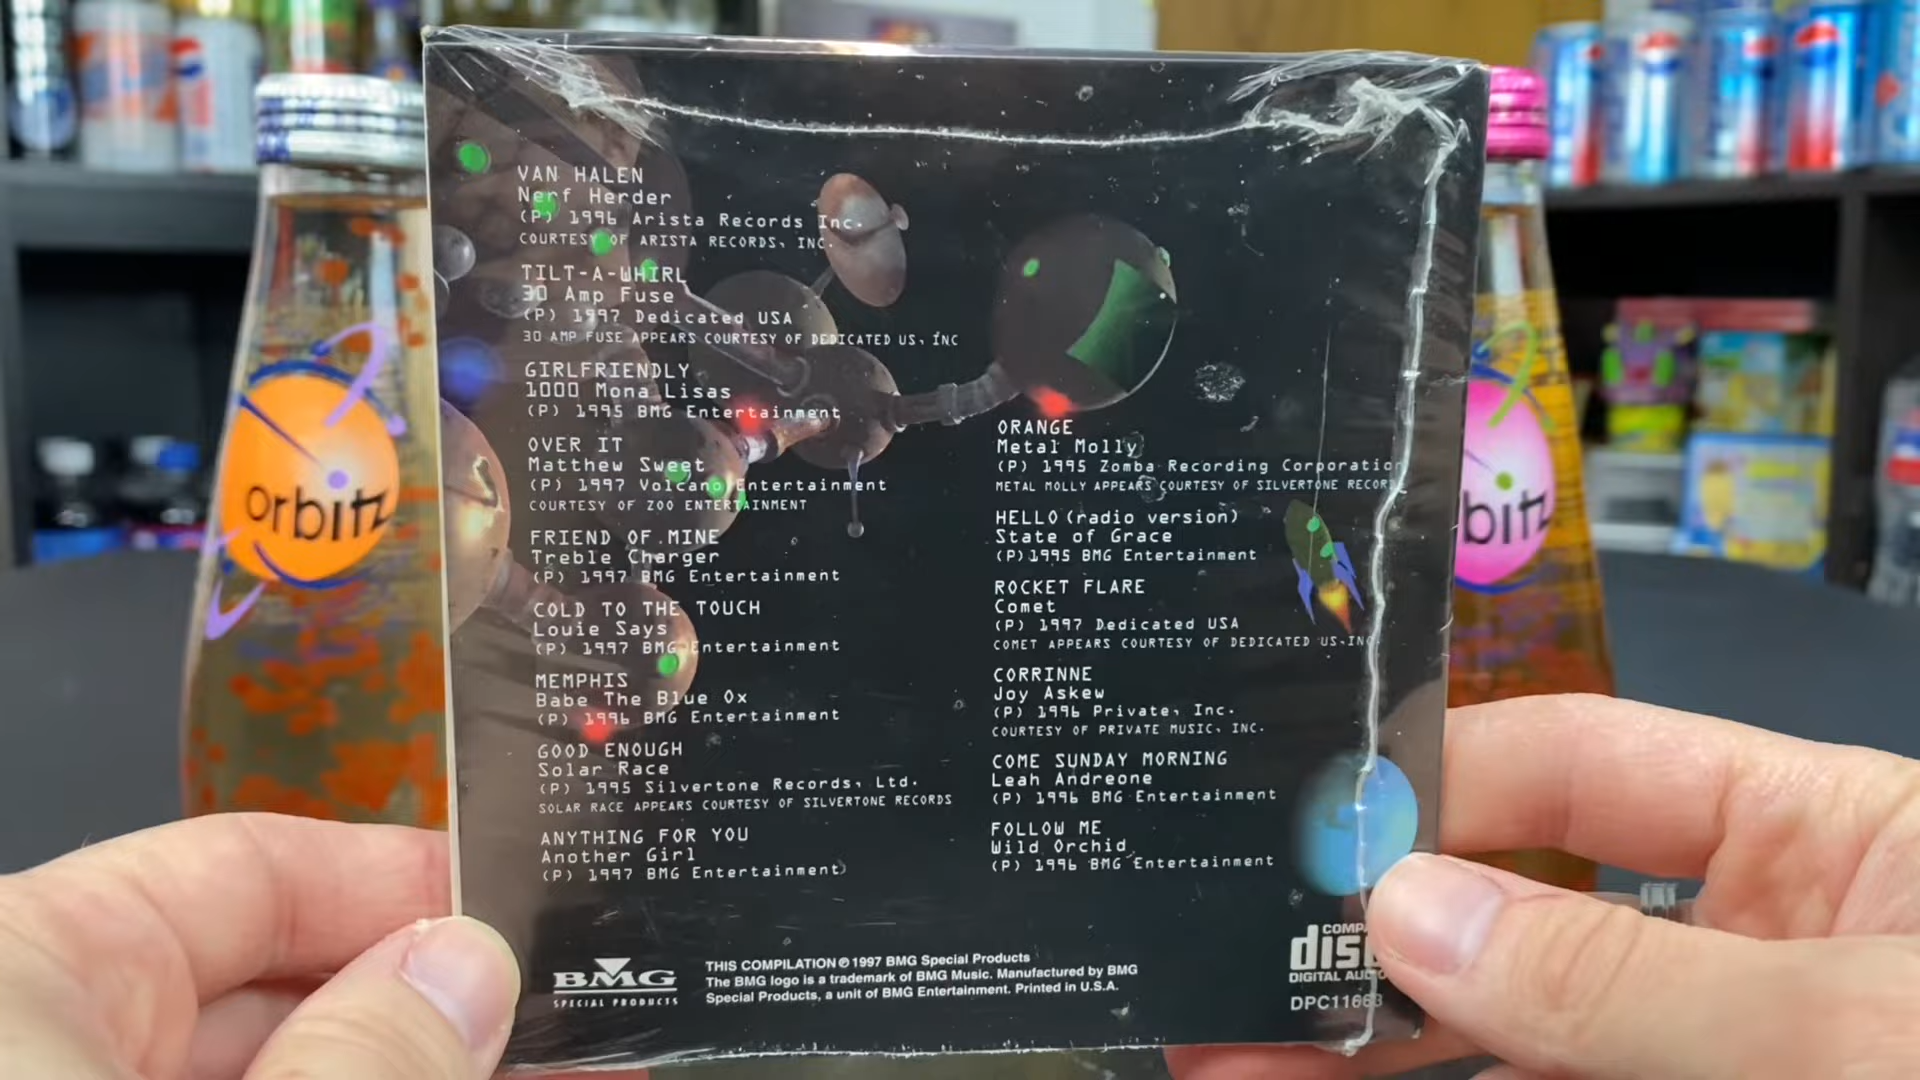 VAN HALEN
Nerf Herder
(P) 1996 Arista Records Inc.
COURTESY OF ARISTA RECORDS, INC.
TILT-A-WHIRL
30 Amp Fuse
(P) 1997 Dedicated USA
30 AMP FUSE APPEARS COURTESY OF DEDICATED US, INC
GIRLFRIENDLY
1000 Mona Lisas
(P) 1995 BMG Entertainment
OVER IT
Matthew Sweet
(P) 1997 Volcano Entertainment
COURTESY OF ZOO ENTERTAINMENT
FRIEND OF MINE
Treble Charger
(P) 1997 BMG Entertainment
COLD TO THE TOUCH
Louie Says
(P) 1997 BMG Entertainment
MEMPHIS
Babe The Blue Ox
(P) 1996 BMG Entertainment
GOOD ENOUGH
Solar Race
(P) 1995 Silvertone Records, Ltd.
SOLAR RACE APPEARS COURTESY OF SILVERTONE RECORDS
ANYTHING FOR YOU
Another Girl
(P) 1997 BMG Entertainment
ORANGE
Metal Molly
(P) 1995 Zomba Recording Corporation
METAL MOLLY APPEARS COURTESY OF SILVERTONE RECOR
HELLO (radio version)
State of Grace
(P)1995 BMG Entertainment
ROCKET FLARE
Comet
(P) 1997 Dedicated USA
COMET APPEARS COURTESY OF DEDICATED US, INC.
CORRINNE
Joy Askew
(P) 1996 Private, Inc.
COURTESY OF PRIVATE MUSIC, INC.
COME SUNDAY MORNING
Leah Andreone
(P) 1996 BMG Entertainment
FOLLOW ME
Wild Orchid
(P) 1996 BMG Entertainment
BMG
SPECIAL PRODUCTS
THIS COMPILATION ℗ 1997 BMG Special Products
The BMG logo is a trademark of BMG Music. Manufactured by BMG
Special Products, a unit of BMG Entertainment. Printed in U.S.A.
COMPA
disc
DIGITAL AUDIO
DPC11663
orbitz
bitz